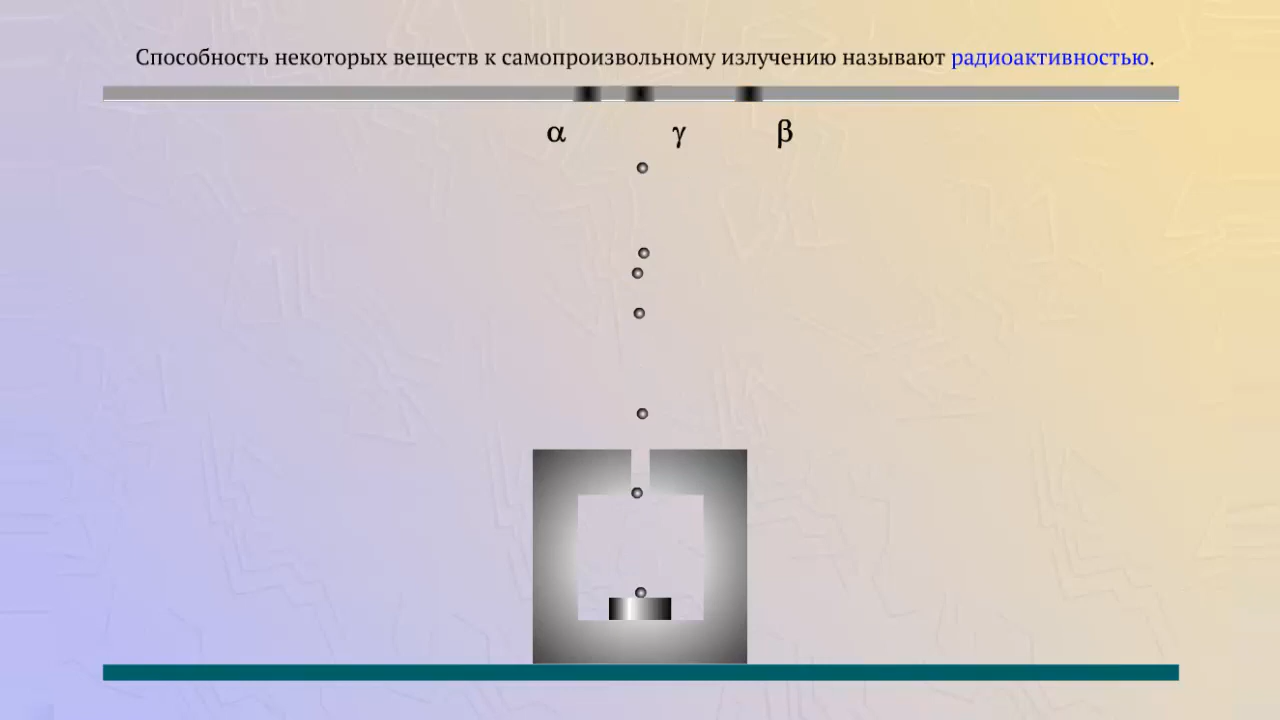 Способность некоторых веществ к самопроизвольному излучению называют радиоактивностью.
α γ β